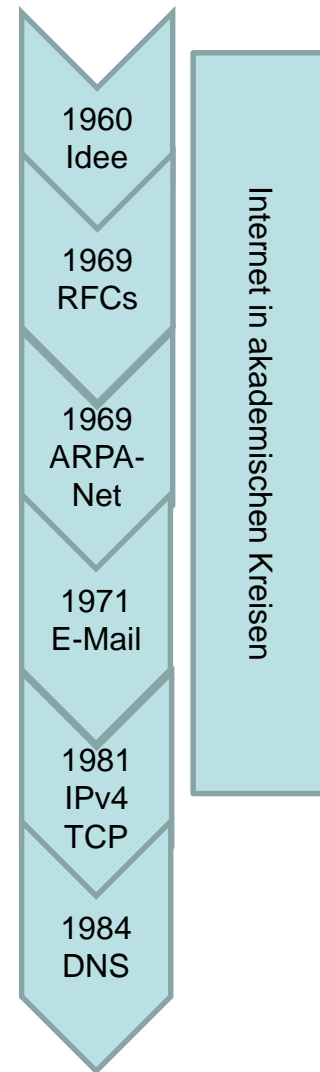 1960
Idee
1969
RFCs
1969
ARPA-
Net
1971
E-Mail
1981
IPv4
TCP
1984
DNS
Internet in akademischen Kreisen